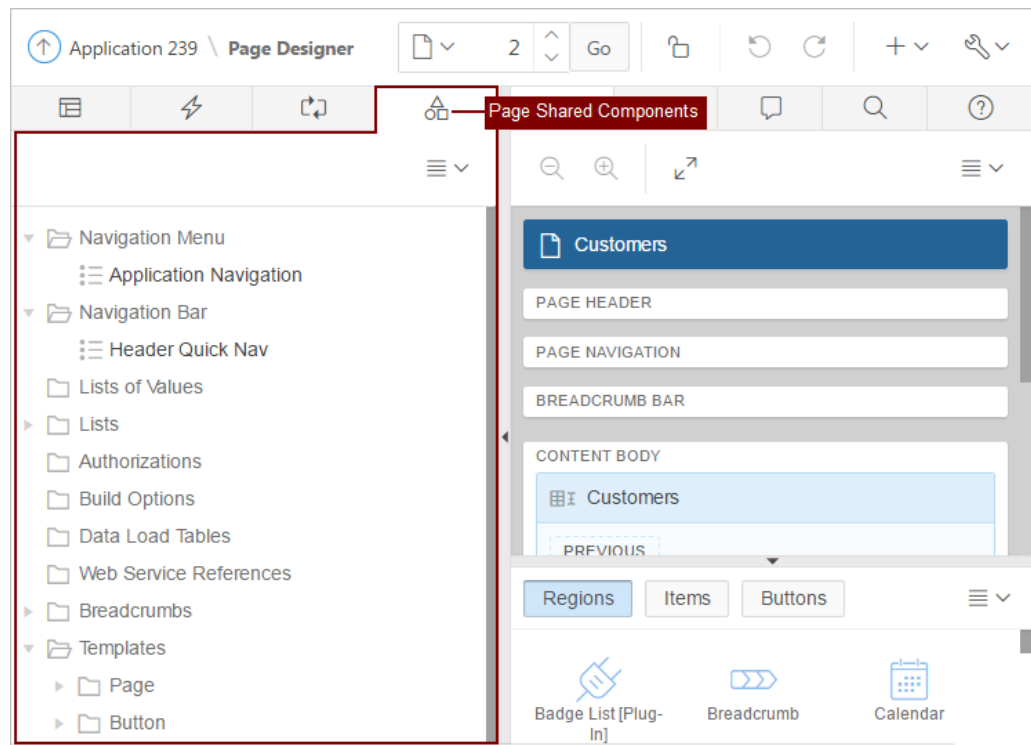 Application 239 \ Page Designer
2
Go
Page Shared Components
Navigation Menu
Application Navigation
Navigation Bar
Header Quick Nav
Lists of Values
Lists
Authorizations
Build Options
Data Load Tables
Web Service References
Breadcrumbs
Templates
Page
Button
Customers
PAGE HEADER
PAGE NAVIGATION
BREADCRUMB BAR
CONTENT BODY
Customers
PREVIOUS
Regions Items Buttons
Badge List [Plug-
In]
Breadcrumb
Calendar